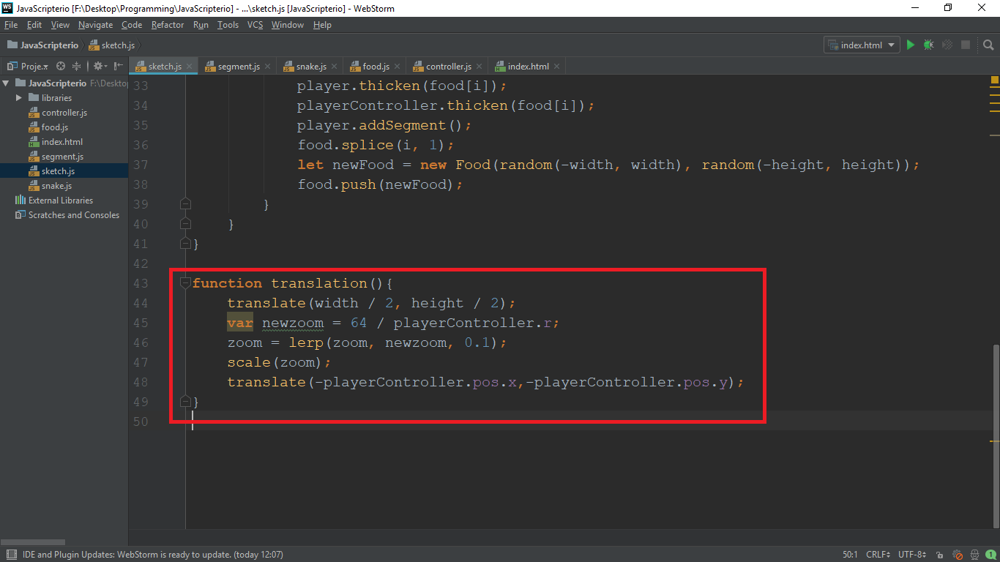 JavaScripterio [F:\Desktop\Programming\JavaScripterio] - ...\sketch.js [JavaScripterio] - WebStorm
File Edit View Navigate Code Refactor Run Tools VCS Window Help
JavaScripterio sketch.js index.html
Proje... sketch.js segment.js snake.js food.js controller.js index.html
JavaScripterio F:\Desktop
libraries
controller.js
food.js
index.html
segment.js
sketch.js
snake.js
External Libraries
Scratches and Consoles
33 player.thicken(food[i]);
34 playerController.thicken(food[i]);
35 player.addSegment();
36 food.splice(i, 1);
37 let newFood = new Food(random(-width, width), random(-height, height));
38 food.push(newFood);
39 }
40 }
41 }
42
43 function translation(){
44 translate(width / 2, height / 2);
45 var newzoom = 64 / playerController.r;
46 zoom = lerp(zoom, newzoom, 0.1);
47 scale(zoom);
48 translate(-playerController.pos.x,-playerController.pos.y);
49 }
50
IDE and Plugin Updates: WebStorm is ready to update. (today 12:07) 50:1 CRLF UTF-8 1